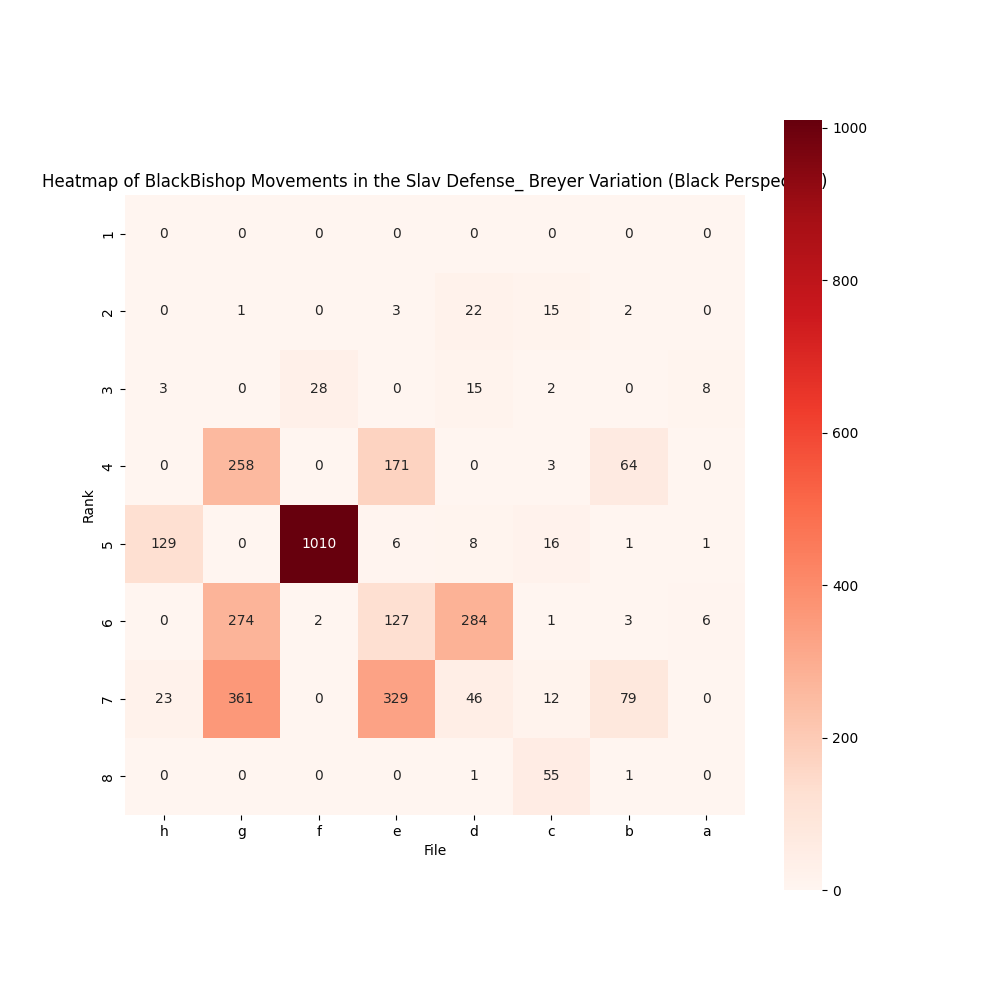 Heatmap of BlackBishop Movements in the Slav Defense_ Breyer Variation (Black Perspec )
1000
800
600
400
200
0
Rank
1 0 0 0 0 0 0 0 0
2 0 1 0 3 22 15 2 0
3 3 0 28 0 15 2 0 8
4 0 258 0 171 0 3 64 0
5 129 0 1010 6 8 16 1 1
6 0 274 2 127 284 1 3 6
7 23 361 0 329 46 12 79 0
8 0 0 0 0 1 55 1 0
h g f e d c b a
File